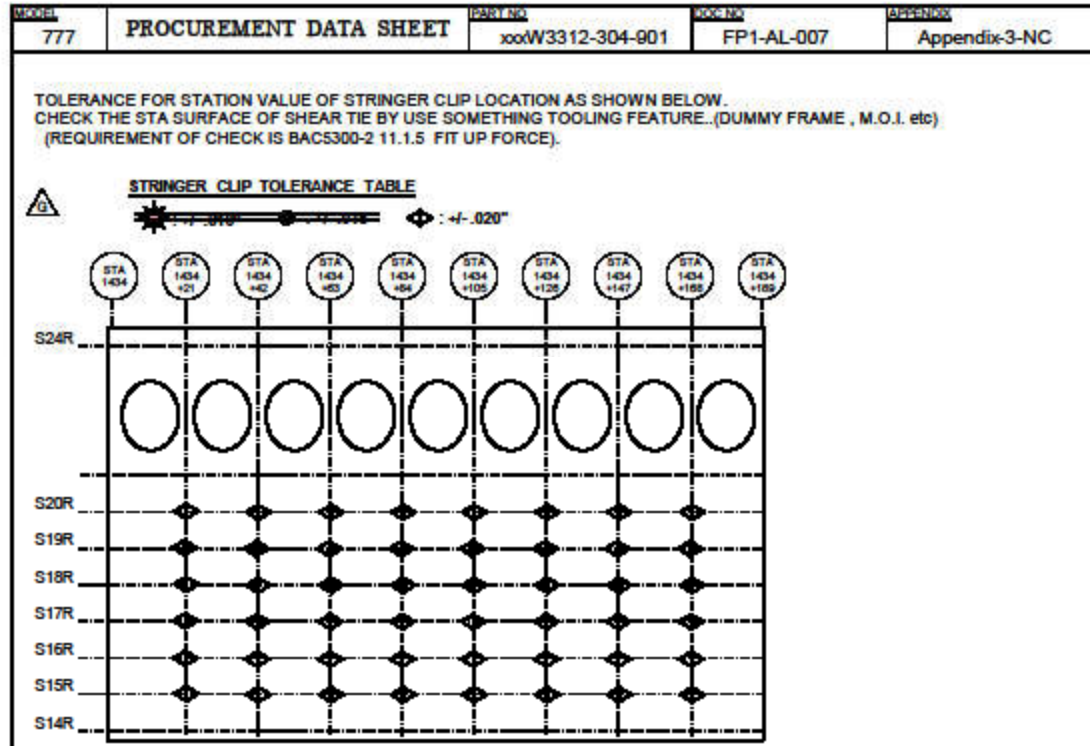 MODEL
777
PROCUREMENT DATA SHEET
PART NO
xxxW3312-304-901
DOC NO
FP1-AL-007
APPENDIX
Appendix-3-NC
TOLERANCE FOR STATION VALUE OF STRINGER CLIP LOCATION AS SHOWN BELOW.
CHECK THE STA SURFACE OF SHEAR TIE BY USE SOMETHING TOOLING FEATURE..(DUMMY FRAME , M.O.I. etc)
(REQUIREMENT OF CHECK IS BAC5300-2 11.1.5 FIT UP FORCE).
STRINGER CLIP TOLERANCE TABLE
G
: +/- .020"
STA 1434
STA 1434 +21
STA 1434 +42
STA 1434 +63
STA 1434 +84
STA 1434 +105
STA 1434 +126
STA 1434 +147
STA 1434 +168
STA 1434 +189
S24R
S20R
S19R
S18R
S17R
S16R
S15R
S14R